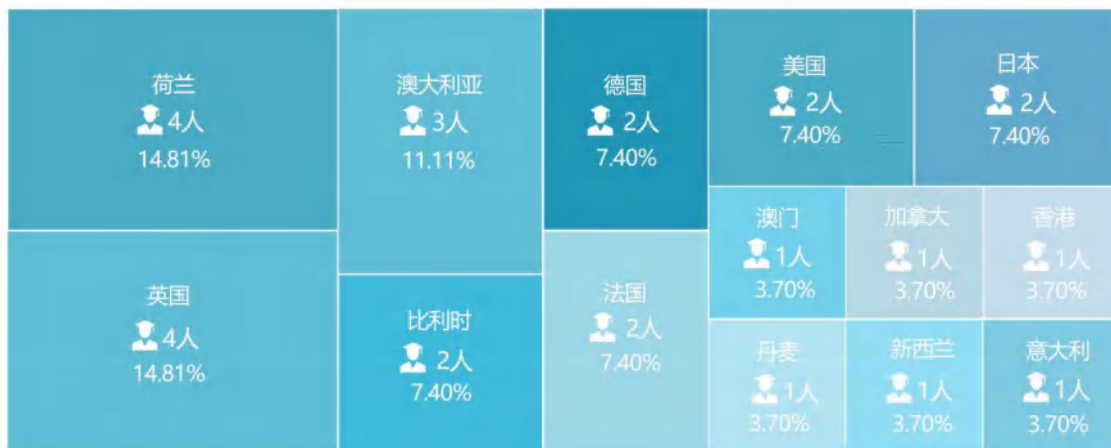 荷兰
4人
14.81%
澳大利亚
3人
11.11%
德国
2人
7.40%
美国
2人
7.40%
日本
2人
7.40%
澳门
1人
3.70%
加拿大
1人
3.70%
香港
1人
3.70%
英国
4人
14.81%
比利时
2人
7.40%
法国
2人
7.40%
丹麦
1人
3.70%
新西兰
1人
3.70%
意大利
1人
3.70%